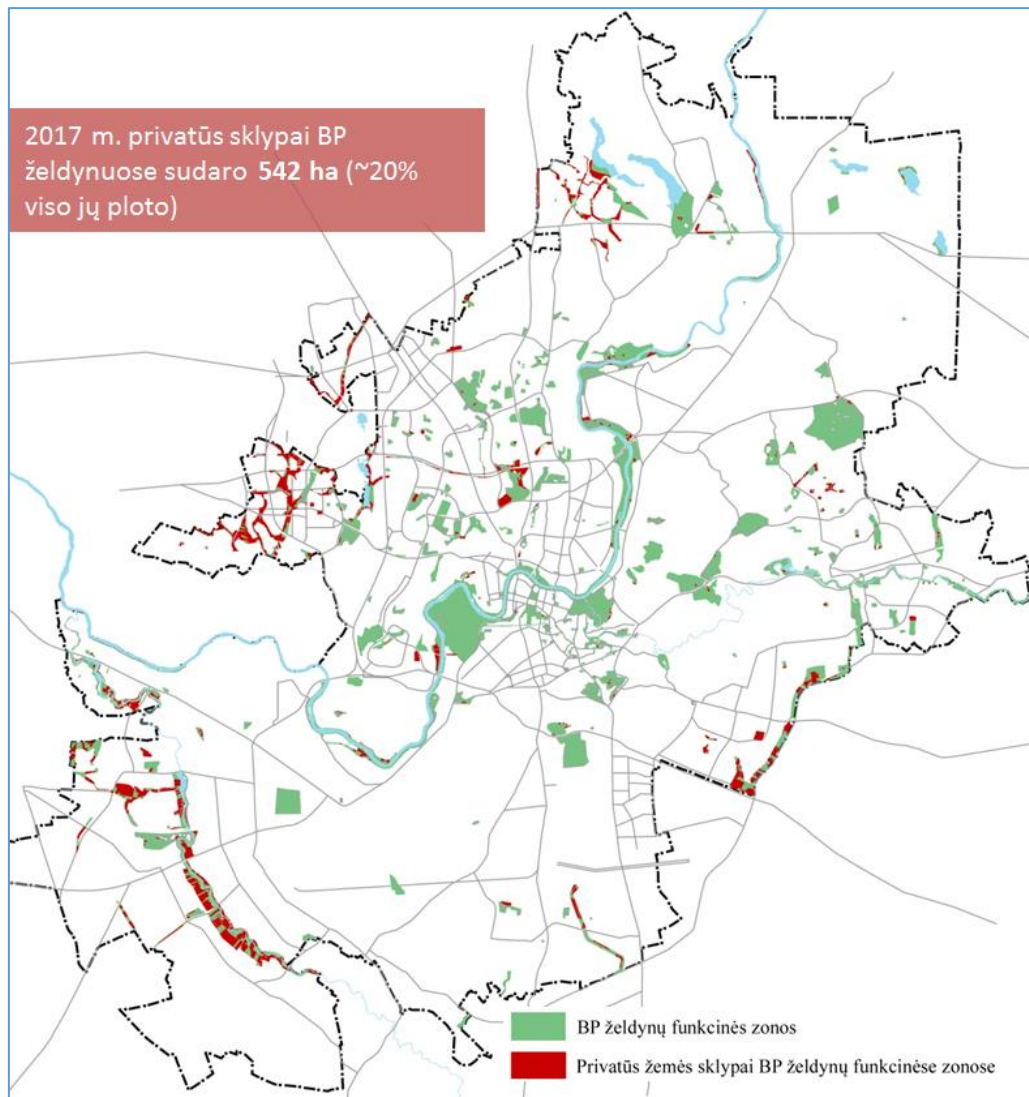 2017 m. privatūs sklypai BP
želdynuose sudaro 542 ha (~20%
viso jų ploto)
BP želdynų funkcinės zonos
Privatūs žemės sklypai BP želdynų funkcinėse zonose